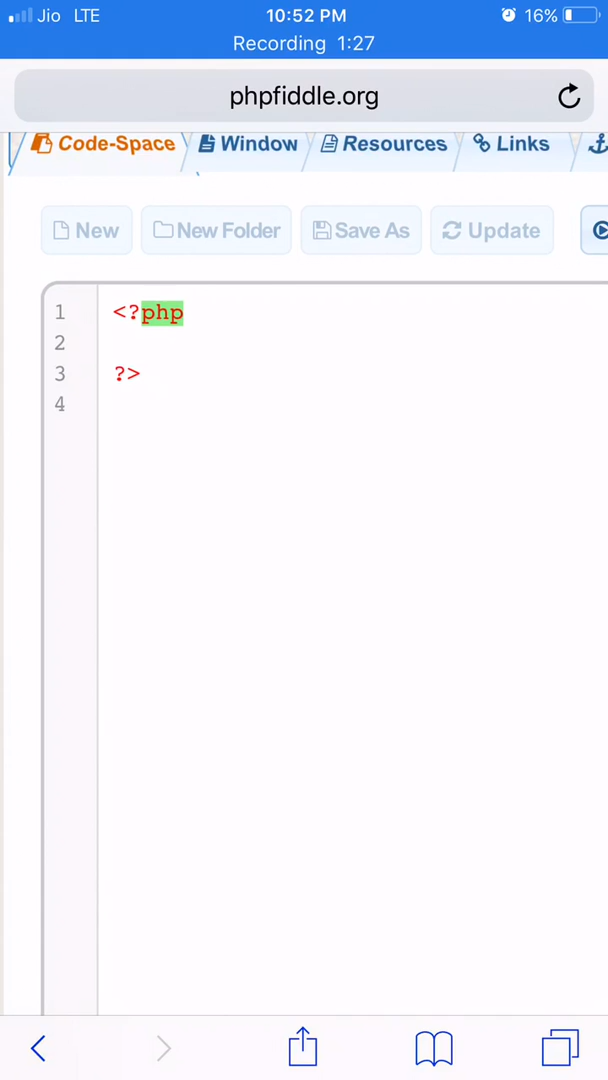 Jio LTE 10:52 PM 16%
Recording 1:27
phpfiddle.org
Code-Space Window Resources Links
New New Folder Save As Update
1 <?php
2
3 ?>
4